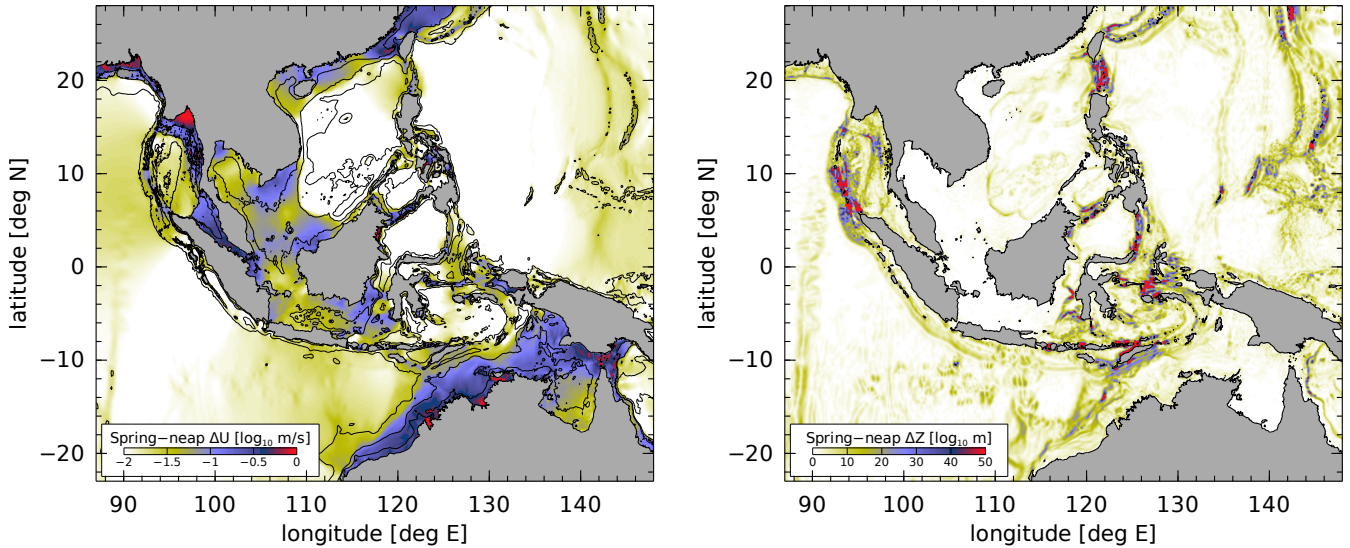 20
10
0
−10
−20
latitude [deg N]
Spring−neap ΔU [log₁₀ m/s]
−2 −1.5 −1 −0.5 0
90 100 110 120 130 140
longitude [deg E]
20
10
0
−10
−20
latitude [deg N]
Spring−neap ΔZ [log₁₀ m]
0 10 20 30 40 50
90 100 110 120 130 140
longitude [deg E]